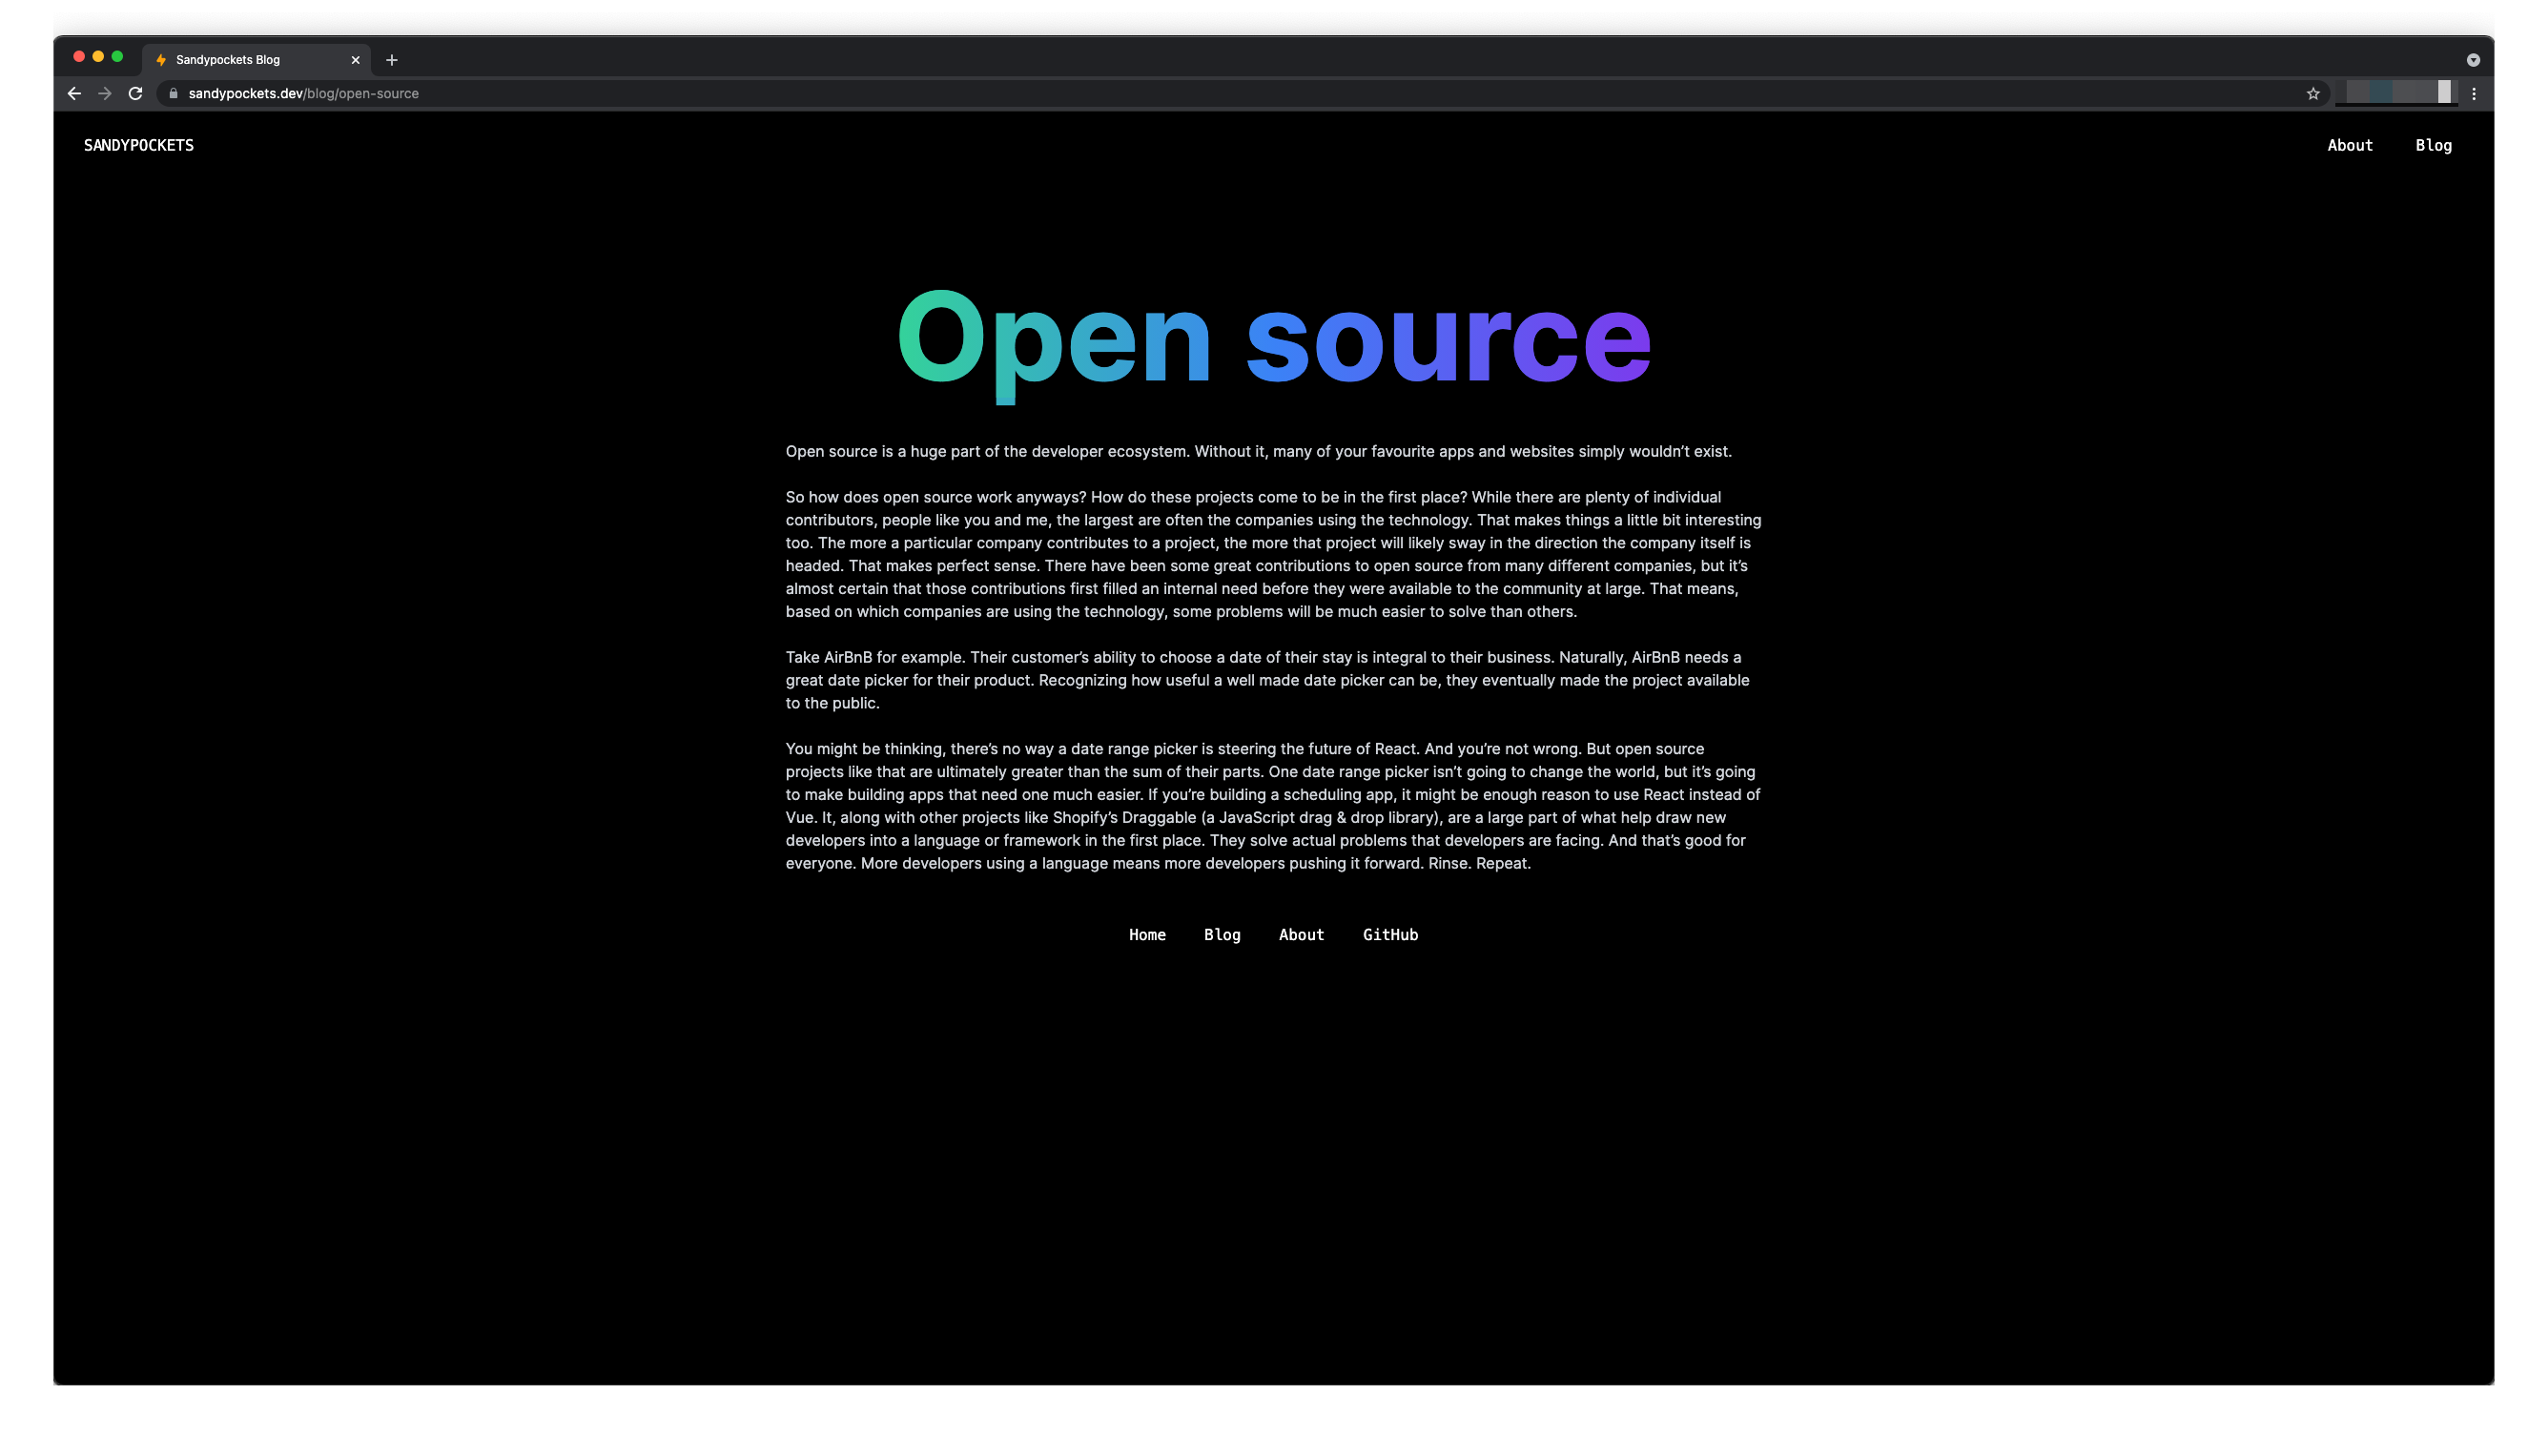 Sandypockets Blog
sandypockets.dev/blog/open-source
SANDYPOCKETS
About Blog
Open source
Open source is a huge part of the developer ecosystem. Without it, many of your favourite apps and websites simply wouldn’t exist.
So how does open source work anyways? How do these projects come to be in the first place? While there are plenty of individual
contributors, people like you and me, the largest are often the companies using the technology. That makes things a little bit interesting
too. The more a particular company contributes to a project, the more that project will likely sway in the direction the company itself is
headed. That makes perfect sense. There have been some great contributions to open source from many different companies, but it’s
almost certain that those contributions first filled an internal need before they were available to the community at large. That means,
based on which companies are using the technology, some problems will be much easier to solve than others.
Take AirBnB for example. Their customer’s ability to choose a date of their stay is integral to their business. Naturally, AirBnB needs a
great date picker for their product. Recognizing how useful a well made date picker can be, they eventually made the project available
to the public.
You might be thinking, there’s no way a date range picker is steering the future of React. And you’re not wrong. But open source
projects like that are ultimately greater than the sum of their parts. One date range picker isn’t going to change the world, but it’s going
to make building apps that need one much easier. If you’re building a scheduling app, it might be enough reason to use React instead of
Vue. It, along with other projects like Shopify’s Draggable (a JavaScript drag & drop library), are a large part of what help draw new
developers into a language or framework in the first place. They solve actual problems that developers are facing. And that’s good for
everyone. More developers using a language means more developers pushing it forward. Rinse. Repeat.
Home Blog About GitHub